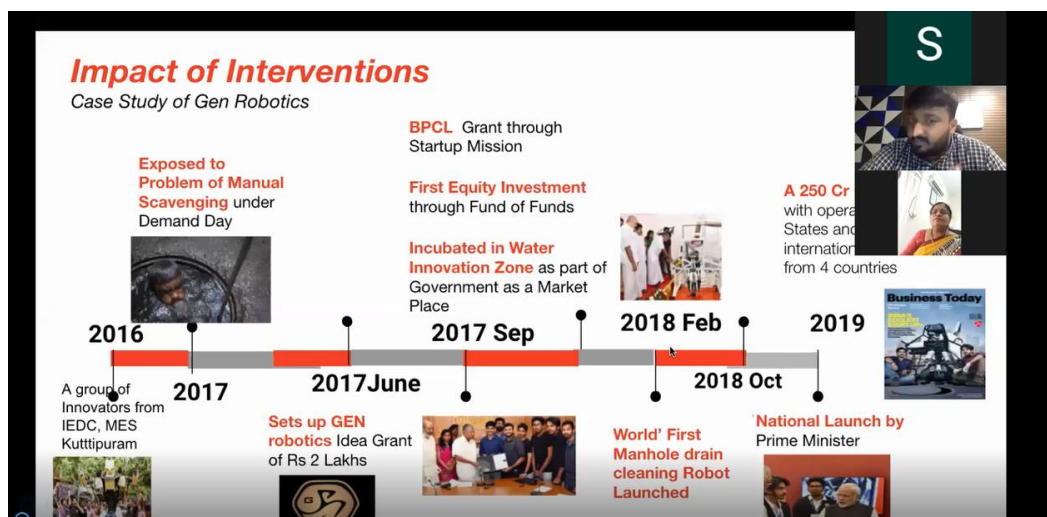 Impact of Interventions
Case Study of Gen Robotics
S
BPCL Grant through
Startup Mission
Exposed to
Problem of Manual
Scavenging under
Demand Day
First Equity Investment
through Fund of Funds
Incubated in Water
Innovation Zone as part of
Government as a Market
Place
A 250 Cr
with opera
States and
internation
from 4 countries
Business Today
2016
2017 Sep
2018 Feb
2019
2017
2017June
2018 Oct
A group of
Innovators from
IEDC, MES
Kutttipuram
Sets up GEN
robotics Idea Grant
of Rs 2 Lakhs
World' First
Manhole drain
cleaning Robot
Launched
National Launch by
Prime Minister